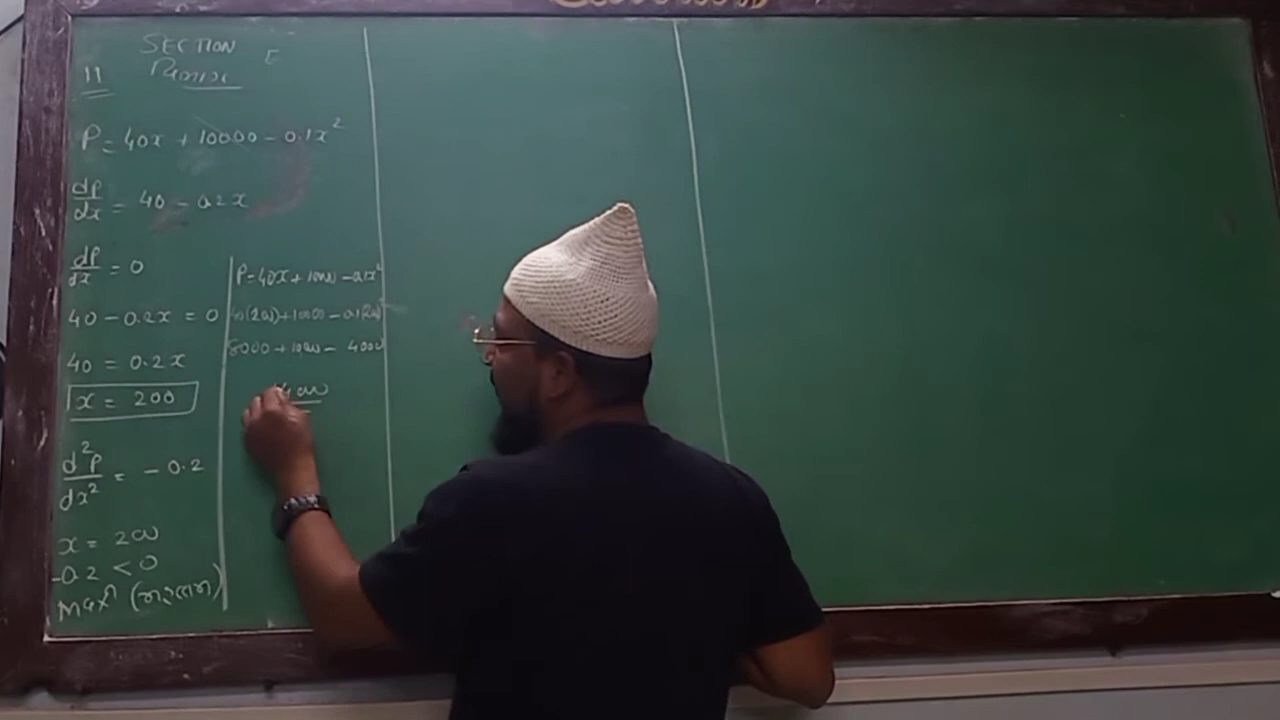 SECTION E
11
P = 40x + 10000 - 0.1x²
dP/dx = 40 - 0.2x
dP/dx = 0
40 - 0.2x = 0
40 = 0.2x
x = 200
d²P/dx² = -0.2
x = 200
-0.2 < 0
P = 40x + 10000 - 0.1x²
40(200) + 10000 - 0.1(200)²
8000 + 10000 - 4000